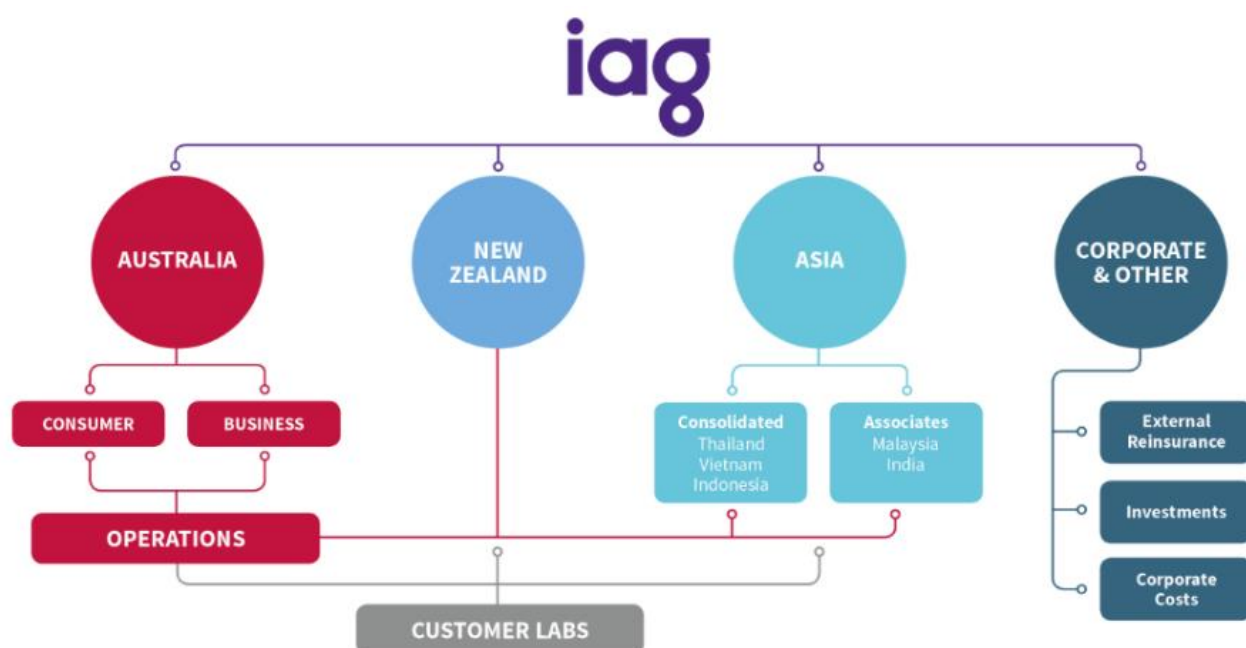 iag
AUSTRALIA
NEW
ZEALAND
ASIA
CORPORATE
& OTHER
CONSUMER
BUSINESS
Consolidated
Thailand
Vietnam
Indonesia
Associates
Malaysia
India
External
Reinsurance
Investments
Corporate
Costs
OPERATIONS
CUSTOMER LABS